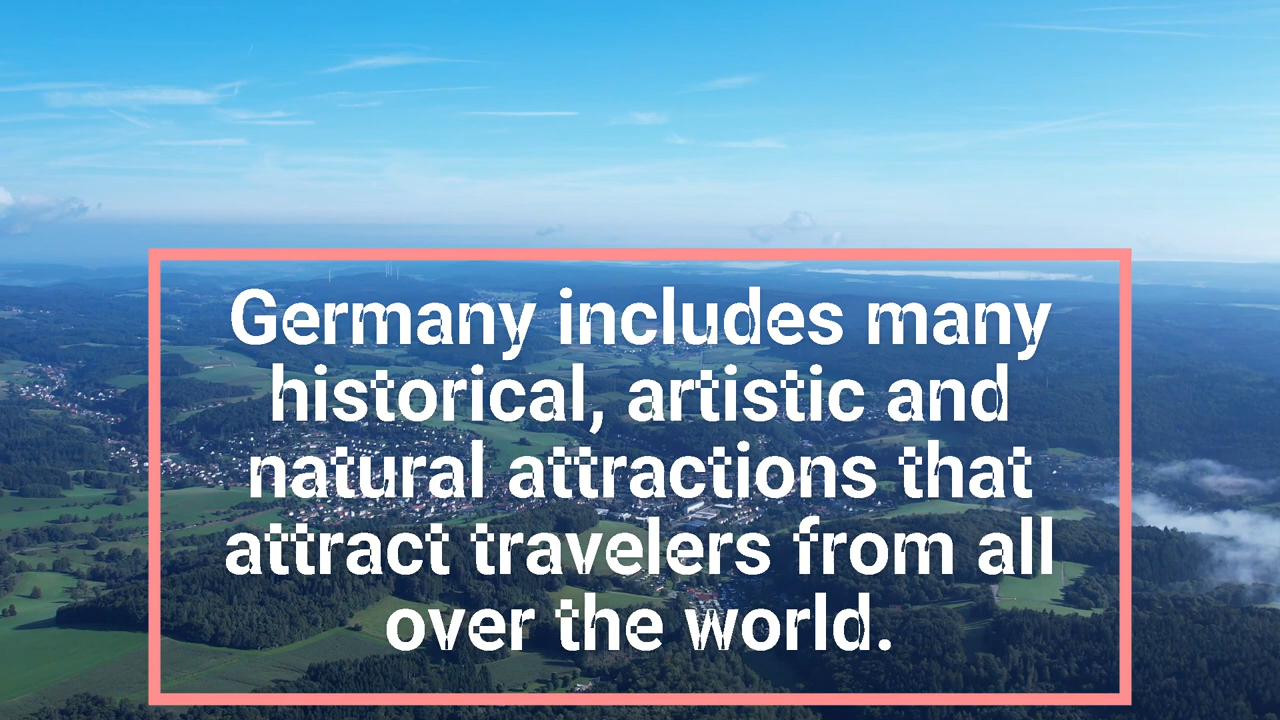 Germany includes many
historical, artistic and
natural attractions that
attract travelers from all
over the world.